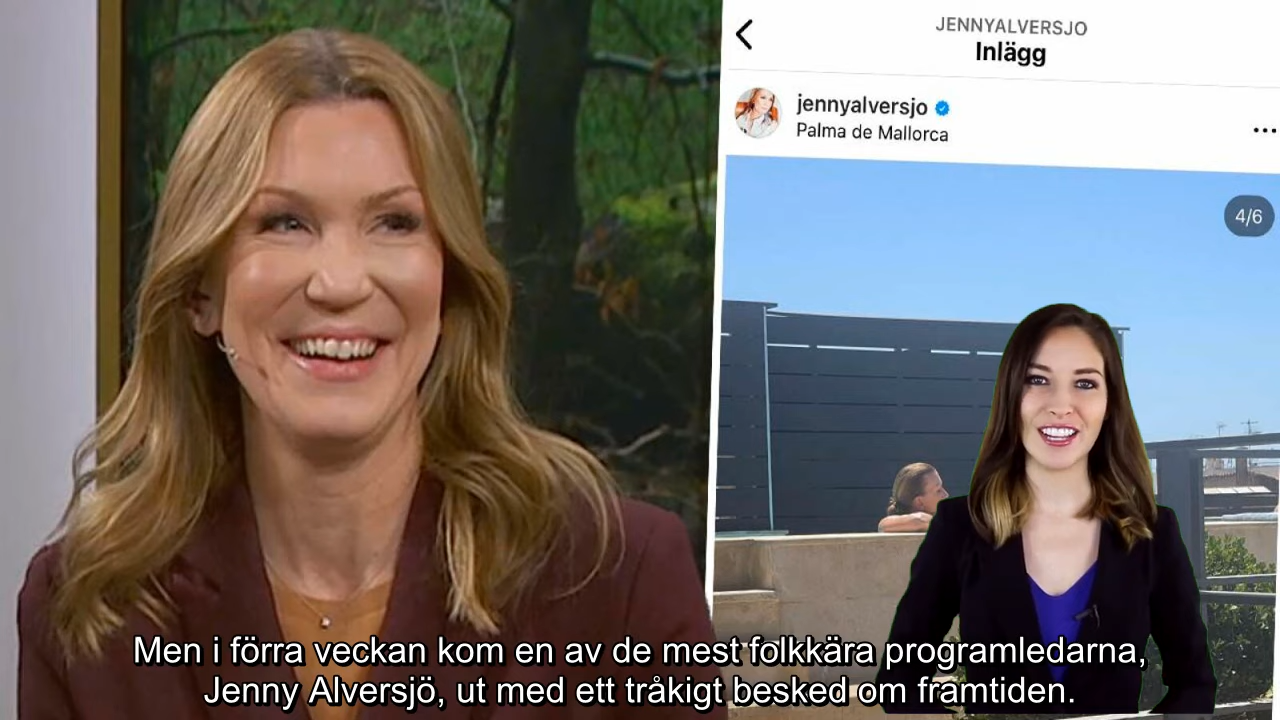 JENNYALVERSJO
Inlägg
jennyalversjo
Palma de Mallorca
4/6
Men i förra veckan kom en av de mest folkkära programledarna,
Jenny Alversjö, ut med ett tråkigt besked om framtiden.